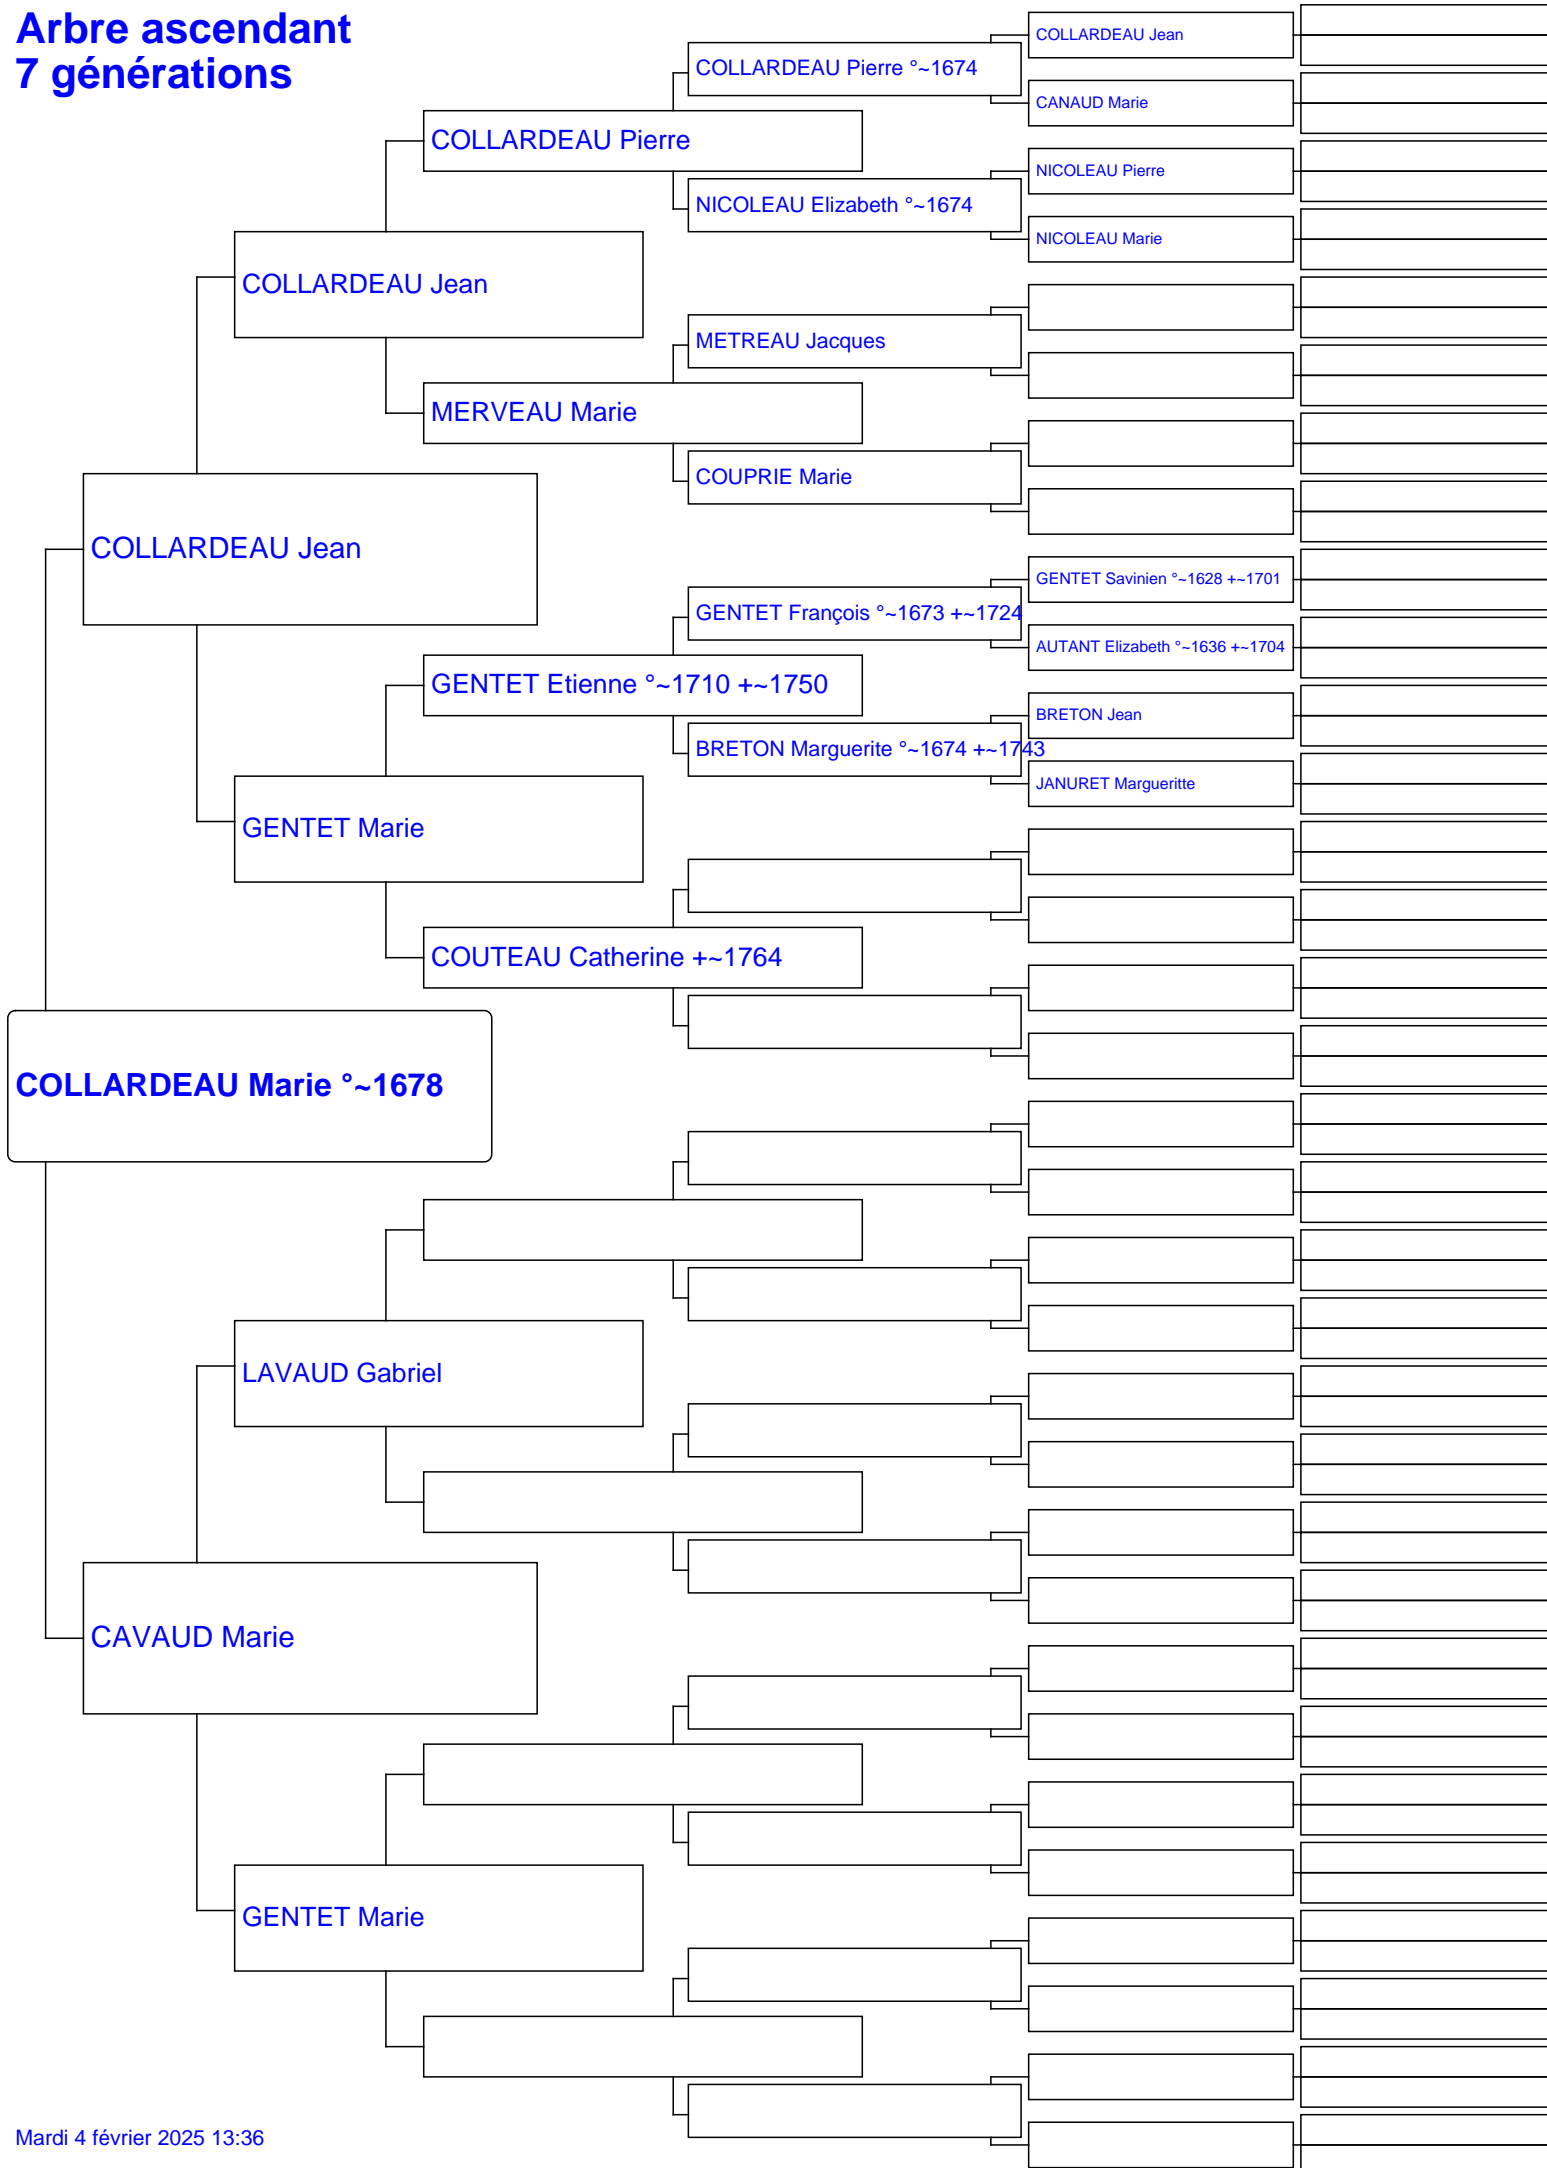 Arbre ascendant
7 générations
COLLARDEAU Jean
COLLARDEAU Pierre °~1674
CANAUD Marie
COLLARDEAU Pierre
NICOLEAU Pierre
NICOLEAU Elizabeth °~1674
NICOLEAU Marie
COLLARDEAU Jean
METREAU Jacques
MERVEAU Marie
COUPRIE Marie
COLLARDEAU Jean
GENTET Savinien °~1628 +~1701
GENTET François °~1673 +~1724
AUTANT Elizabeth °~1636 +~1704
GENTET Etienne °~1710 +~1750
BRETON Jean
BRETON Marguerite °~1674 +~1743
JANURET Margueritte
GENTET Marie
COUTEAU Catherine +~1764
COLLARDEAU Marie °~1678
LAVAUD Gabriel
CAVAUD Marie
GENTET Marie
Mardi 4 février 2025 13:36